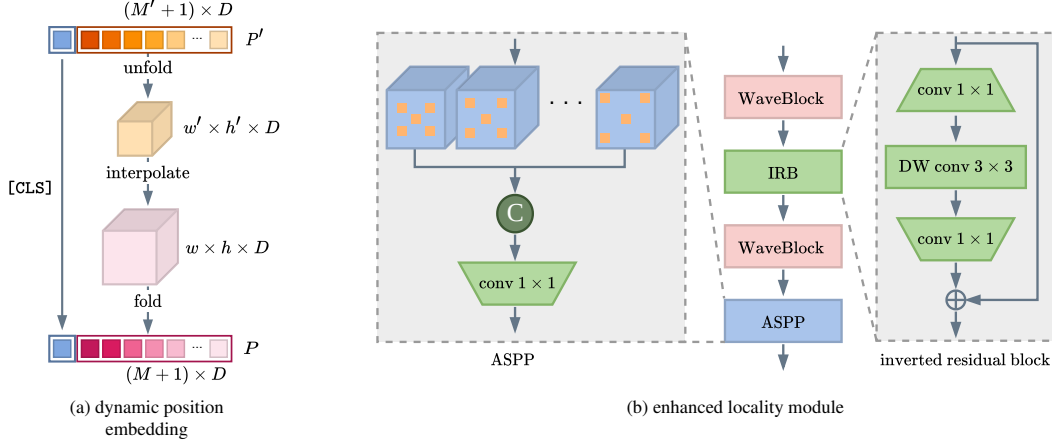 (M′ + 1) × D
P′
unfold
w′ × h′ × D
interpolate
[CLS]
w × h × D
fold
P
(M + 1) × D
(a) dynamic position
embedding
...
. . .
C
conv 1 × 1
ASPP
WaveBlock
IRB
WaveBlock
ASPP
conv 1 × 1
DW conv 3 × 3
conv 1 × 1
inverted residual block
(b) enhanced locality module